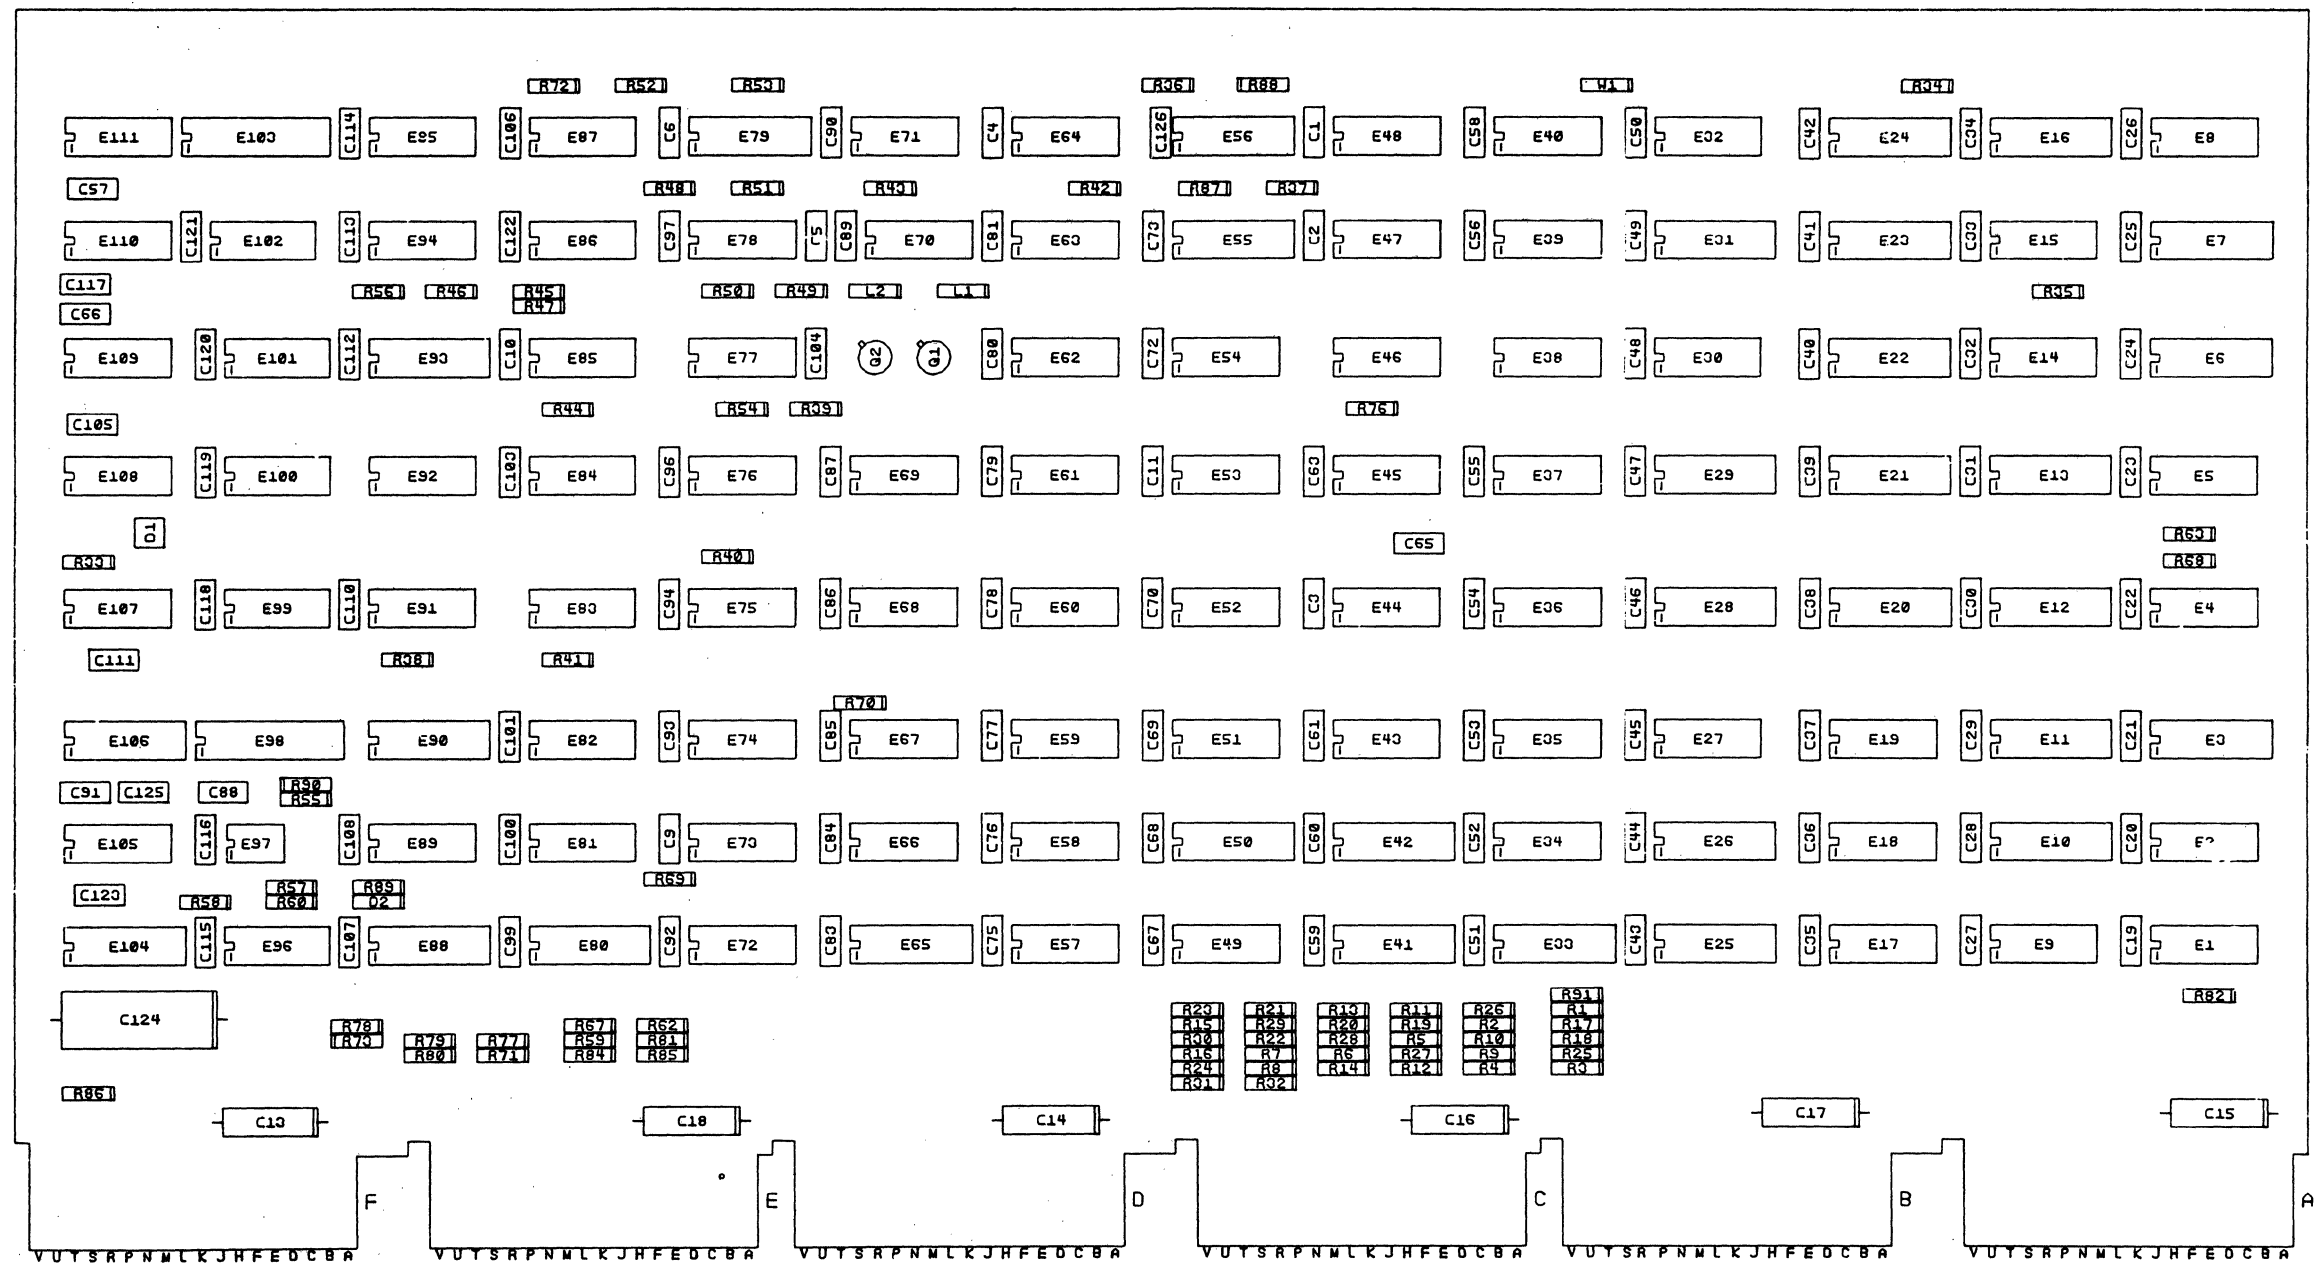 R72 R52 R53 R36 R88 W1 R34
E111 E103 C114 E95 C106 E87 C6 E79 C90 E71 C4 E64 C126 E56 C1 E48 C58 E40 C50 E32 C42 E24 C34 E16 C26 E8
C57 R48 R51 R43 R42 R87 R37
E110 C121 E102 C113 E94 C122 E86 C97 E78 C5 C89 E70 C81 E63 C73 E55 C2 E47 C56 E39 C49 E31 C41 E23 C33 E15 C25 E7
C117 R56 R46 R45 R50 R49 L2 L1 R35
C66 R47
E109 C120 E101 C112 E93 C10 E85 E77 C104 Q2 Q1 C80 E62 C72 E54 E46 E38 C48 E30 C40 E22 C32 E14 C24 E6
C105 R44 R54 R39 R76
E108 C119 E100 E92 C103 E84 C96 E76 C87 E69 C79 E61 C11 E53 C63 E45 C55 E37 C47 E29 C39 E21 C31 E13 C23 E5
D1 C65 R63
R33 R40 R68
E107 C118 E99 C110 E91 E83 C94 E75 C86 E68 C78 E60 C70 E52 C3 E44 C54 E36 C46 E28 C38 E20 C30 E12 C22 E4
C111 R38 R41
R70
E106 E98 E90 C101 E82 C93 E74 C85 E67 C77 E59 C69 E51 C61 E43 C53 E35 C45 E27 C37 E19 C29 E11 C21 E3
C91 C125 C88 R90
R55
E105 C116 E97 C108 E89 C100 E81 C9 E73 C84 E66 C76 E58 C68 E50 C60 E42 C52 E34 C44 E26 C36 E18 C28 E10 C20
C123 R57 R89 R69
R58 R60 D2
E104 C115 E96 C107 E88 C99 E80 C92 E72 C83 E65 C75 E57 C67 E49 C59 E41 C51 E33 C43 E25 C35 E17 C27 E9 C19 E1
R91 R82
R23 R21 R13 R11 R26 R1
C124 R78 R67 R62 R15 R29 R20 R19 R2 R17
R73 R79 R77 R59 R81 R30 R22 R28 R5 R10 R18
R80 R71 R84 R85 R16 R7 R6 R27 R9 R25
R24 R8 R14 R12 R4 R3
R31 R32
R86
C13 C18 C14 C16 C17 C15
F E D C B A
V U T S R P N M L K J H F E D C B A V U T S R P N M L K J H F E D C B A V U T S R P N M L K J H F E D C B A V U T S R P N M L K J H F E D C B A V U T S R P N M L K J H F E D C B A V U T S R P N M L K J H F E D C B A